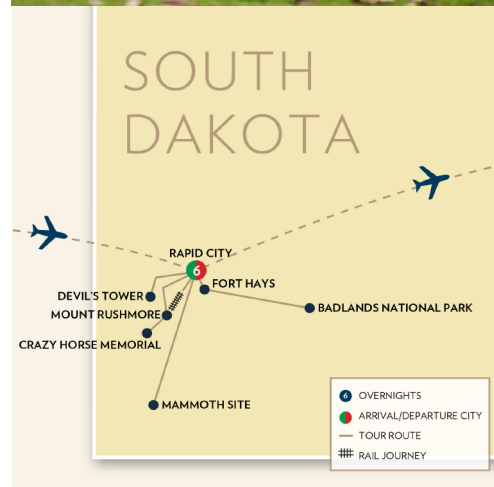 SOUTH
DAKOTA
RAPID CITY
6
FORT HAYS
DEVIL'S TOWER
BADLANDS NATIONAL PARK
MOUNT RUSHMORE
CRAZY HORSE MEMORIAL
MAMMOTH SITE
6 OVERNIGHTS
ARRIVAL/DEPARTURE CITY
TOUR ROUTE
RAIL JOURNEY